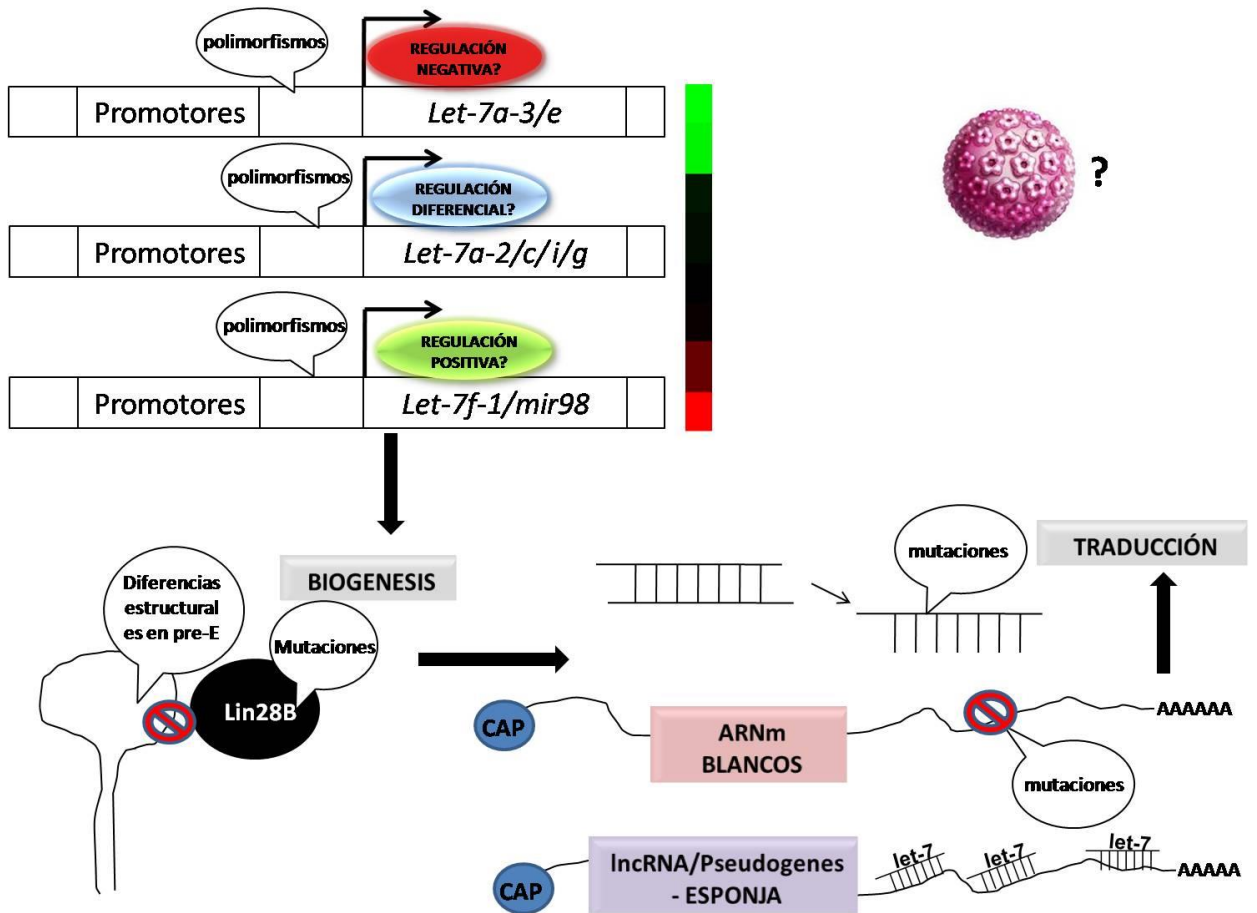 polimorfismos
REGULACIÓN
NEGATIVA?
Promotores
Let-7a-3/e
polimorfismos
REGULACIÓN
DIFERENCIAL?
Promotores
Let-7a-2/c/i/g
polimorfismos
REGULACIÓN
POSITIVA?
Promotores
Let-7f-1/mir98
?
Diferencias
estructural
es en pre-E
BIOGENESIS
Mutaciones
Lin28B
mutaciones
TRADUCCIÓN
CAP
ARNm
BLANCOS
AAAAAA
mutaciones
CAP
lncRNA/Pseudogenes
- ESPONJA
let-7
let-7
let-7
AAAAA